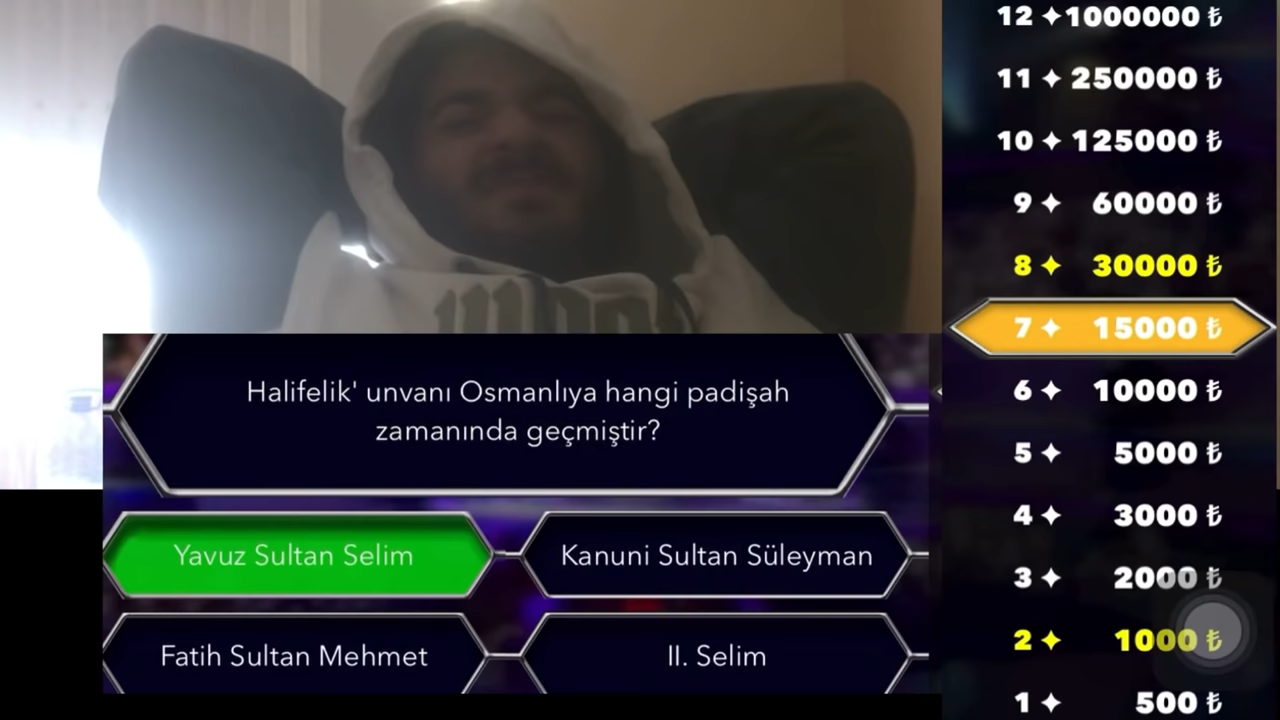 12 ✦1000000 ₺
11 ✦ 250000 ₺
10 ✦ 125000 ₺
9 ✦ 60000 ₺
8 ✦ 30000 ₺
7 ✦ 15000 ₺
6 ✦ 10000 ₺
5 ✦ 5000 ₺
4 ✦ 3000 ₺
3 ✦ 2000 ₺
2 ✦ 1000 ₺
1 ✦ 500 ₺
Halifelik' unvanı Osmanlıya hangi padişah
zamanında geçmiştir?
Yavuz Sultan Selim
Kanuni Sultan Süleyman
Fatih Sultan Mehmet
II. Selim